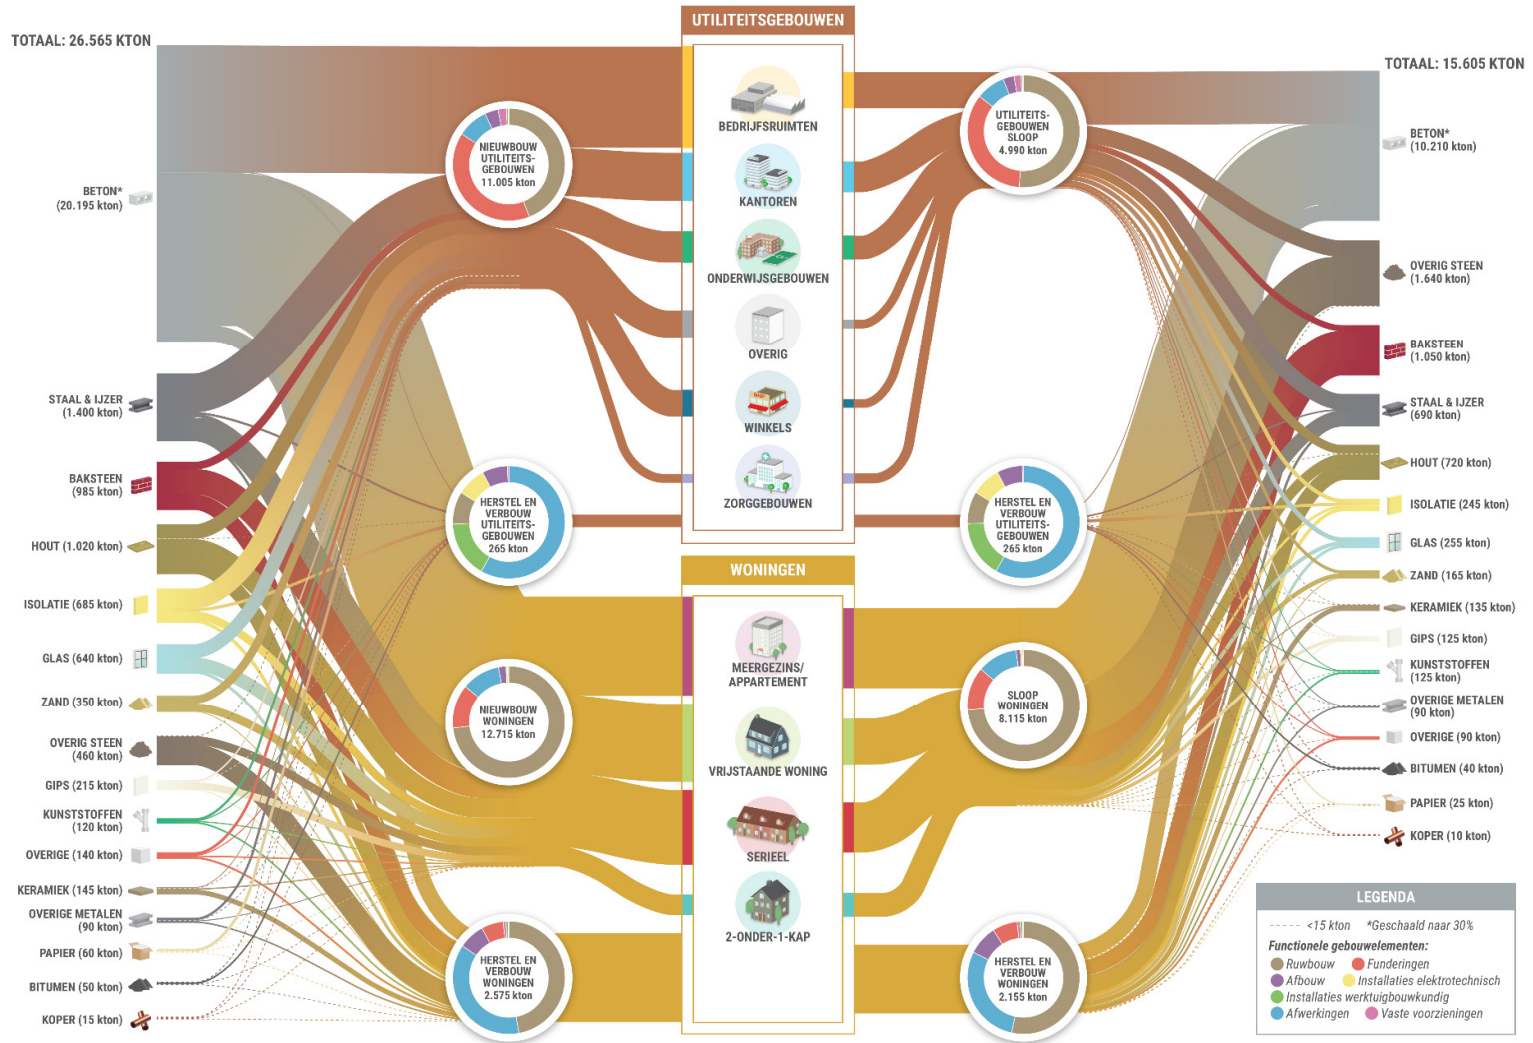 TOTAAL: 26.565 KTON
BETON*
(20.195 kton)
STAAL & IJZER
(1.400 kton)
BAKSTEEN
(985 kton)
HOUT (1.020 kton)
ISOLATIE (685 kton)
GLAS (640 kton)
ZAND (350 kton)
OVERIG STEEN
(460 kton)
GIPS (215 kton)
KUNSTSTOFFEN
(120 kton)
OVERIGE (140 kton)
KERAMIEK (145 kton)
OVERIGE METALEN
(90 kton)
PAPIER (60 kton)
BITUMEN (50 kton)
KOPER (15 kton)
NIEUWBOUW
UTILITEITS-
GEBOUWEN
11.005 kton
HERSTEL EN
VERBOUW
UTILITEITS-
GEBOUWEN
265 kton
NIEUWBOUW
WONINGEN
12.715 kton
HERSTEL EN
VERBOUW
WONINGEN
2.575 kton
UTILITEITSGEBOUWEN
BEDRIJFSRUIMTEN
KANTOREN
ONDERWIJSGEBOUWEN
OVERIG
WINKELS
ZORGGEBOUWEN
WONINGEN
MEERGEZINS/
APPARTEMENT
VRIJSTAANDE WONING
SERIEEL
2-ONDER-1-KAP
UTILITEITS-
GEBOUWEN
SLOOP
4.990 kton
HERSTEL EN
VERBOUW
UTILITEITS-
GEBOUWEN
265 kton
SLOOP
WONINGEN
8.115 kton
HERSTEL EN
VERBOUW
WONINGEN
2.155 kton
TOTAAL: 15.605 KTON
BETON*
(10.210 kton)
OVERIG STEEN
(1.640 kton)
BAKSTEEN
(1.050 kton)
STAAL & IJZER
(690 kton)
HOUT (720 kton)
ISOLATIE (245 kton)
GLAS (255 kton)
ZAND (165 kton)
KERAMIEK (135 kton)
GIPS (125 kton)
KUNSTSTOFFEN
(125 kton)
OVERIGE METALEN
(90 kton)
OVERIGE (90 kton)
BITUMEN (40 kton)
PAPIER (25 kton)
KOPER (10 kton)
LEGENDA
<15 kton *Geschaald naar 30%
Functionele gebouwelementen:
Ruwbouw Funderingen
Afbouw Installaties elektrotechnisch
Installaties werktuigbouwkundig
Afwerkingen Vaste voorzieningen